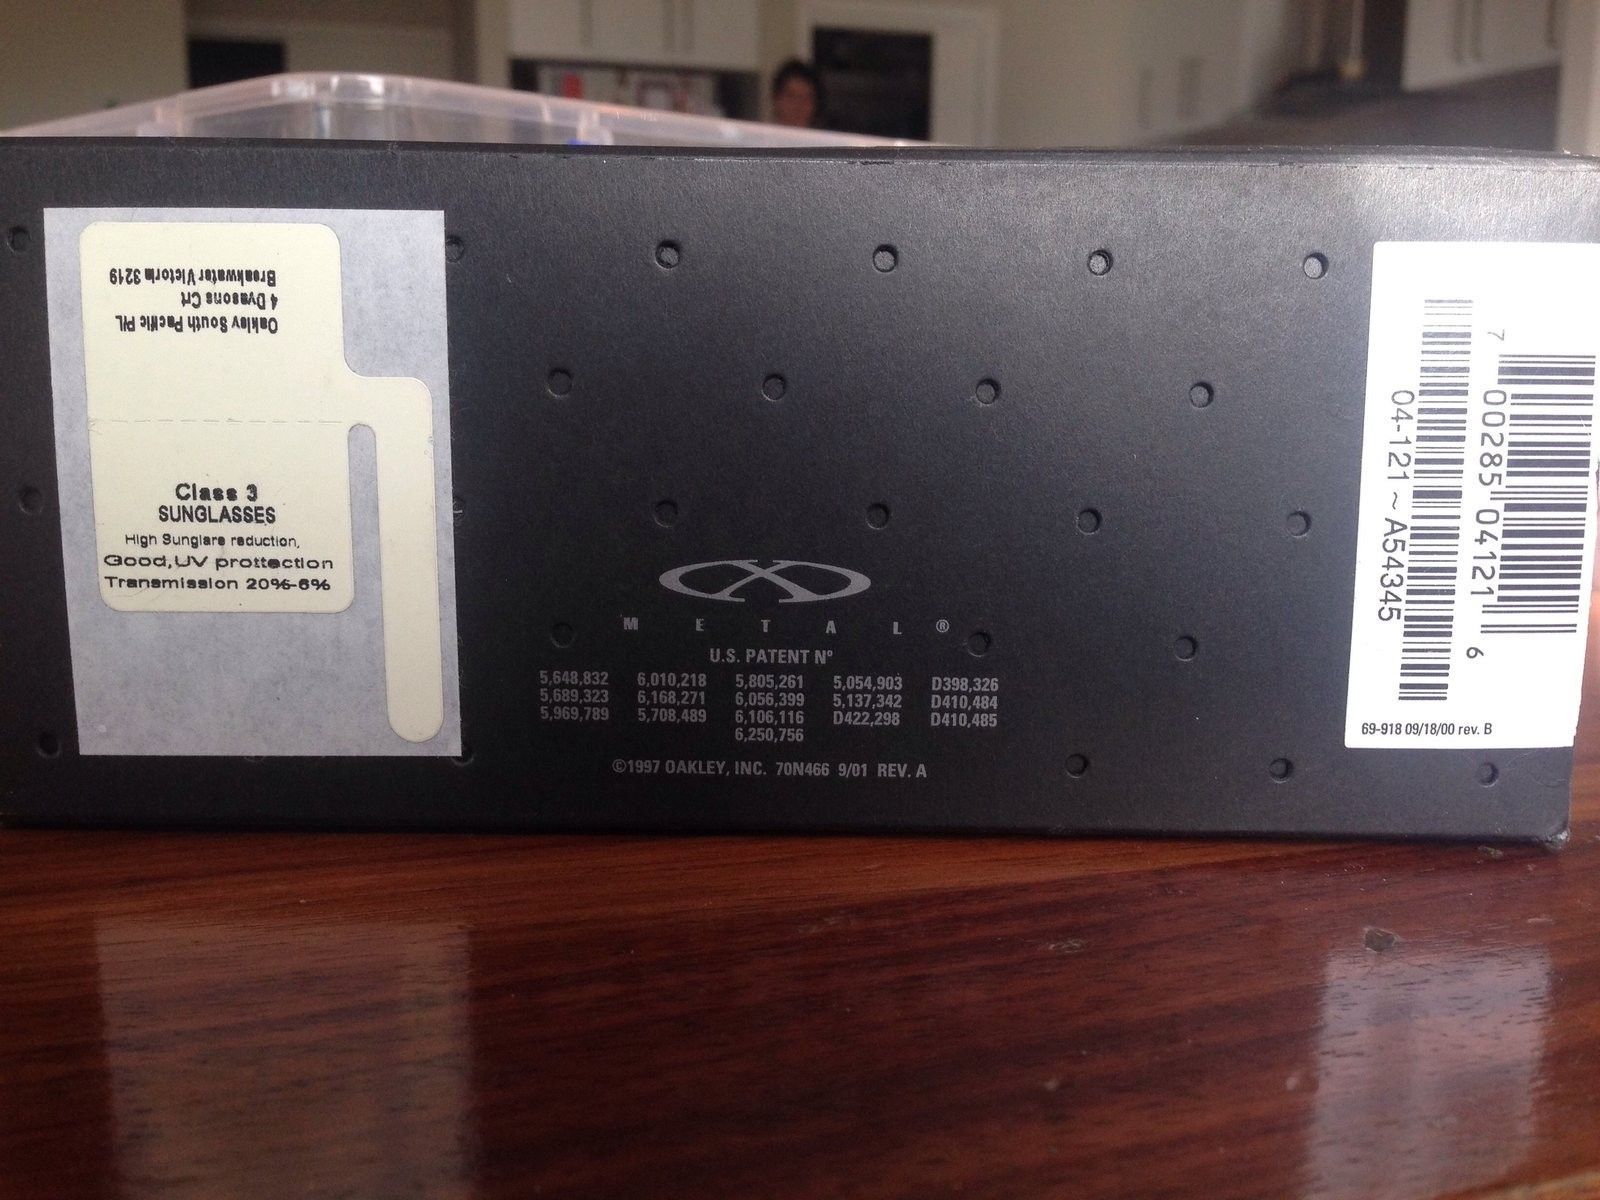 Oakley South Pacific P/L
4 Dyasons Crt
Breakwater Victoria 3219
Class 3
SUNGLASSES
High Sunglare reduction,
Good,UV prottection
Transmission 20%-8%
METAL®
U.S. PATENT Nº
5,648,832 6,010,218 5,805,261 5,054,903 D398,326
5,689,323 6,168,271 6,056,399 5,137,342 D410,484
5,969,789 5,708,489 6,106,116 D422,298 D410,485
6,250,756
©1997 OAKLEY, INC. 70N466 9/01 REV. A
7 00285 04121 6
04-121 ~ A54345
69-918 09/18/00 rev. B